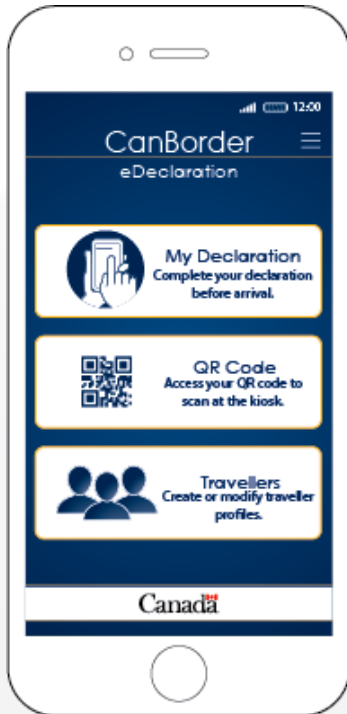 12:00
CanBorder
eDeclaration
My Declaration
Complete your declaration
before arrival.
QR Code
Access your QR code to
scan at the kiosk.
Travellers
Create or modify traveller
profiles.
Canada